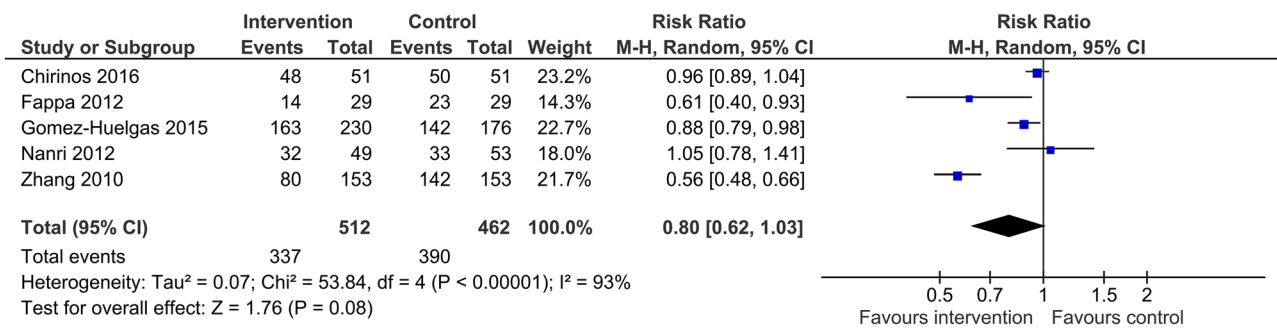 Intervention Control Risk Ratio Risk Ratio
Study or Subgroup Events Total Events Total Weight M-H, Random, 95% CI M-H, Random, 95% CI
Chirinos 2016 48 51 50 51 23.2% 0.96 [0.89, 1.04]
Fappa 2012 14 29 23 29 14.3% 0.61 [0.40, 0.93]
Gomez-Huelgas 2015 163 230 142 176 22.7% 0.88 [0.79, 0.98]
Nanri 2012 32 49 33 53 18.0% 1.05 [0.78, 1.41]
Zhang 2010 80 153 142 153 21.7% 0.56 [0.48, 0.66]
Total (95% CI) 512 462 100.0% 0.80 [0.62, 1.03]
Total events 337 390
Heterogeneity: Tau² = 0.07; Chi² = 53.84, df = 4 (P < 0.00001); I² = 93%
Test for overall effect: Z = 1.76 (P = 0.08)
0.5 0.7 1 1.5 2
Favours intervention Favours control